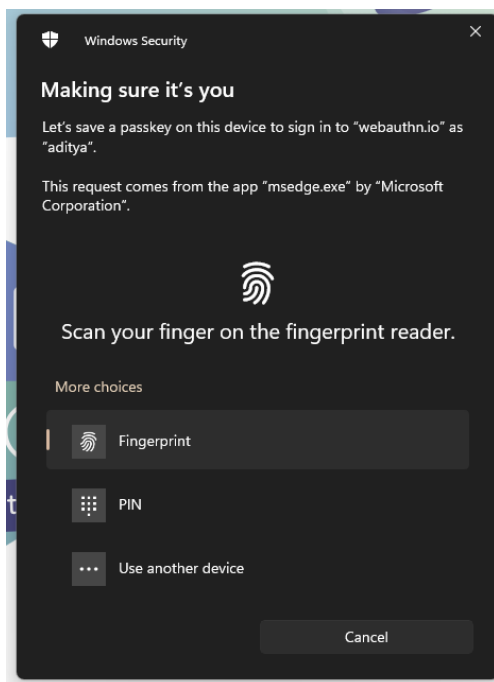 Windows Security
Making sure it's you
Let's save a passkey on this device to sign in to "webauthn.io" as
"aditya".
This request comes from the app "msedge.exe" by "Microsoft
Corporation".
Scan your finger on the fingerprint reader.
More choices
Fingerprint
PIN
Use another device
Cancel
t